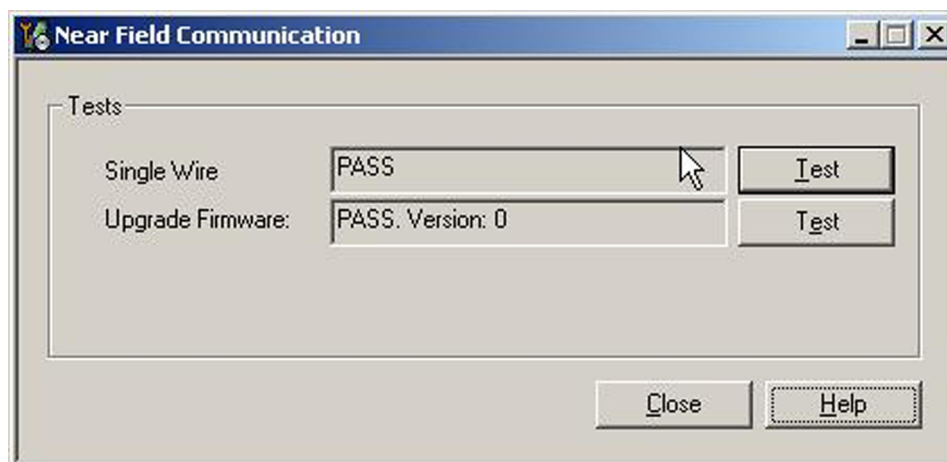 Near Field Communication
Tests
Single Wire PASS Test
Upgrade Firmware: PASS. Version: 0 Test
Close Help